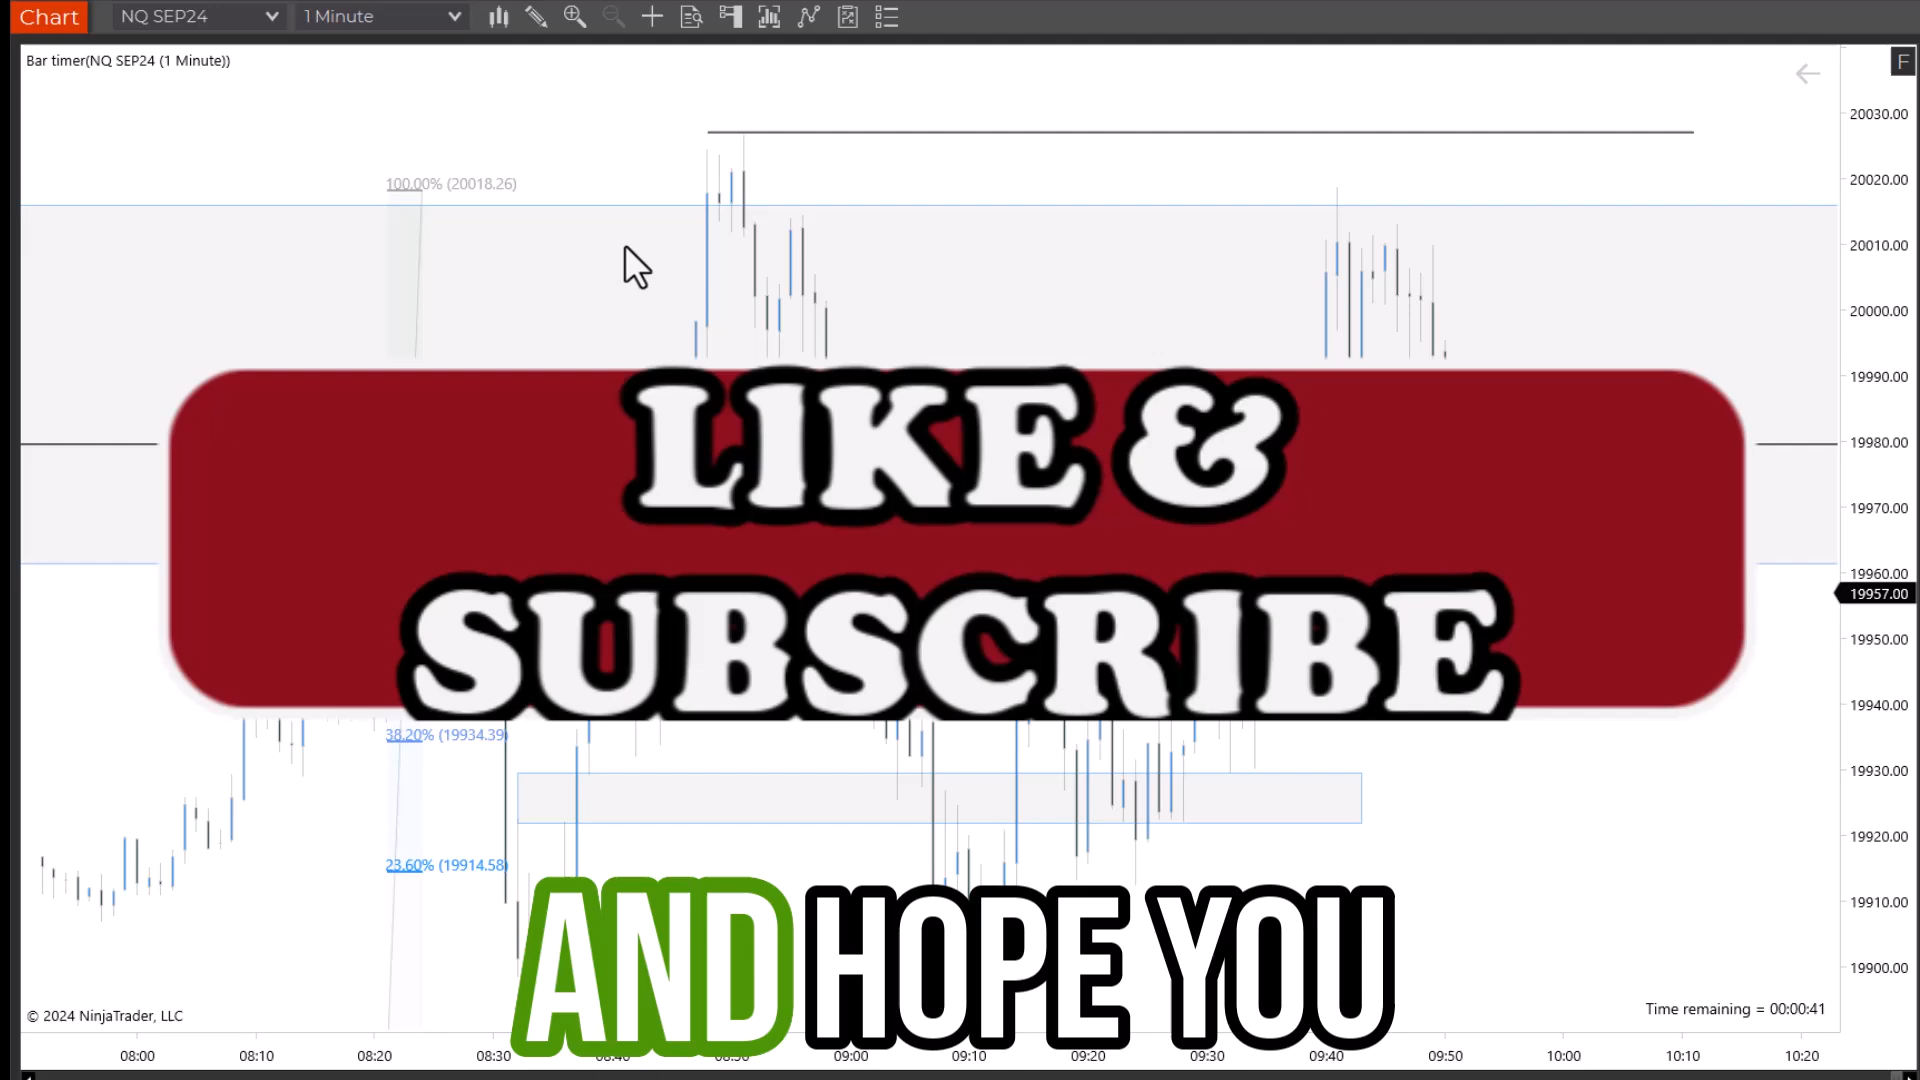 Chart NQ SEP24 1 Minute
Bar timer(NQ SEP24 (1 Minute))
F
20030.00
100.00% (20018.26)
20020.00
20010.00
20000.00
19990.00
LIKE &
19980.00
19970.00
19960.00
19957.00
SUBSCRIBE
19950.00
19940.00
38.20% (19934.39)
19930.00
19920.00
23.60% (19914.58)
19910.00
AND HOPE YOU
19900.00
© 2024 NinjaTrader, LLC
Time remaining = 00:00:41
08:00 08:10 08:20 08:30 08:40 08:50 09:00 09:10 09:20 09:30 09:40 09:50 10:00 10:10 10:20